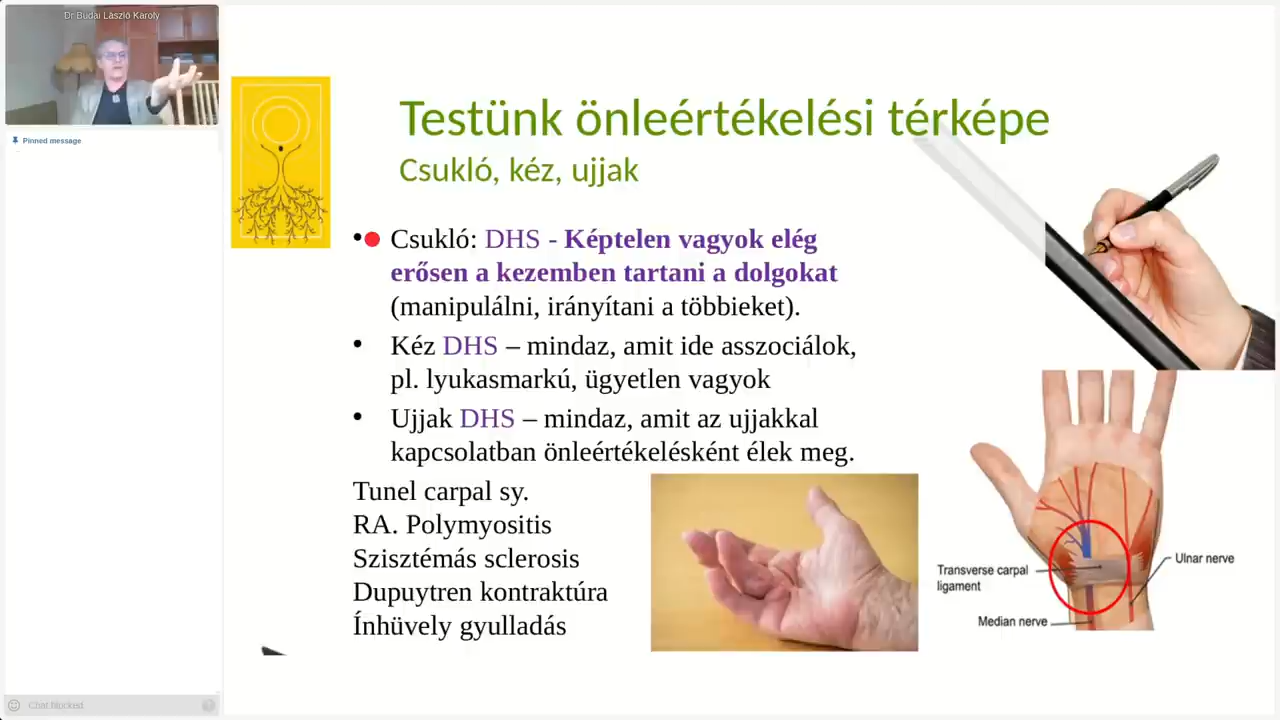 Dr Budai László Károly
Pinned message
Testünk önleértékelési térképe
Csukló, kéz, ujjak
• Csukló: DHS - Képtelen vagyok elég
erősen a kezemben tartani a dolgokat
(manipulálni, irányítani a többieket).
• Kéz DHS – mindaz, amit ide asszociálok,
pl. lyukasmarkú, ügyetlen vagyok
• Ujjak DHS – mindaz, amit az ujjakkal
kapcsolatban önleértékelésként élek meg.
Tunel carpal sy.
RA. Polymyositis
Szisztémás sclerosis
Dupuytren kontraktúra
Ínhüvely gyulladás
Transverse carpal
ligament
Ulnar nerve
Median nerve
Chat blocked